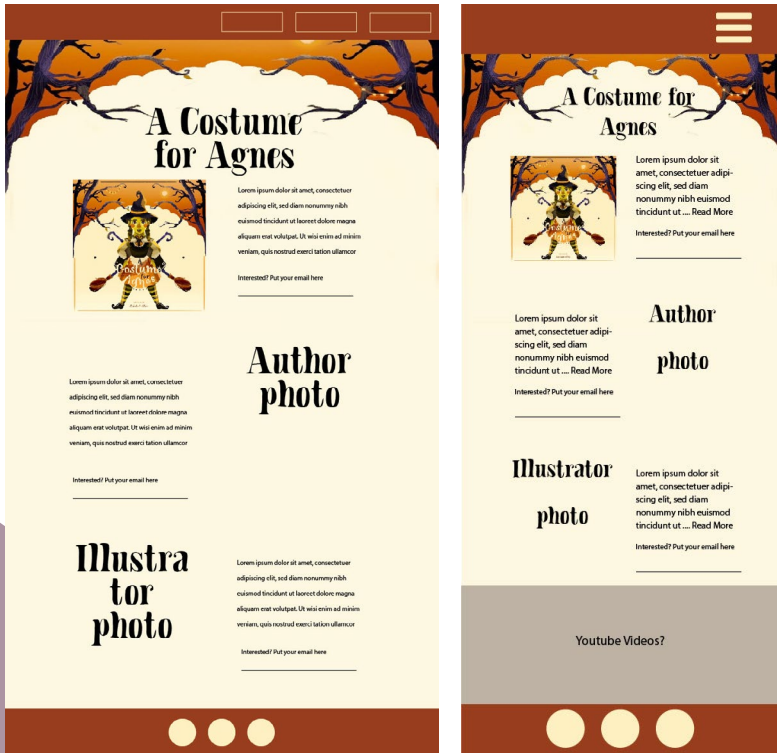 A Costume
for Agnes
Lorem ipsum dolor sit amet, consectetuer
adipiscing elit, sed diam nonummy nibh
euismod tincidunt ut laoreet dolore magna
aliquam erat volutpat. Ut wisi enim ad minim
veniam, quis nostrud exerci tation ullamcor
Interested? Put your email here
A
Costume
for
Agnes
Author
photo
Lorem ipsum dolor sit amet, consectetuer
adipiscing elit, sed diam nonummy nibh
euismod tincidunt ut laoreet dolore magna
aliquam erat volutpat. Ut wisi enim ad minim
veniam, quis nostrud exerci tation ullamcor
Interested? Put your email here
Illustra
tor
photo
Lorem ipsum dolor sit amet, consectetuer
adipiscing elit, sed diam nonummy nibh
euismod tincidunt ut laoreet dolore magna
aliquam erat volutpat. Ut wisi enim ad minim
veniam, quis nostrud exerci tation ullamcor
Interested? Put your email here
A Costume for
Agnes
Lorem ipsum dolor sit
amet, consectetuer adipi-
scing elit, sed diam
nonummy nibh euismod
tincidunt ut .... Read More
Interested? Put your email here
Costume
Agnes
Lorem ipsum dolor sit
amet, consectetuer adipi-
scing elit, sed diam
nonummy nibh euismod
tincidunt ut .... Read More
Interested? Put your email here
Author
photo
Illustrator
photo
Lorem ipsum dolor sit
amet, consectetuer adipi-
scing elit, sed diam
nonummy nibh euismod
tincidunt ut .... Read More
Interested? Put your email here
Youtube Videos?